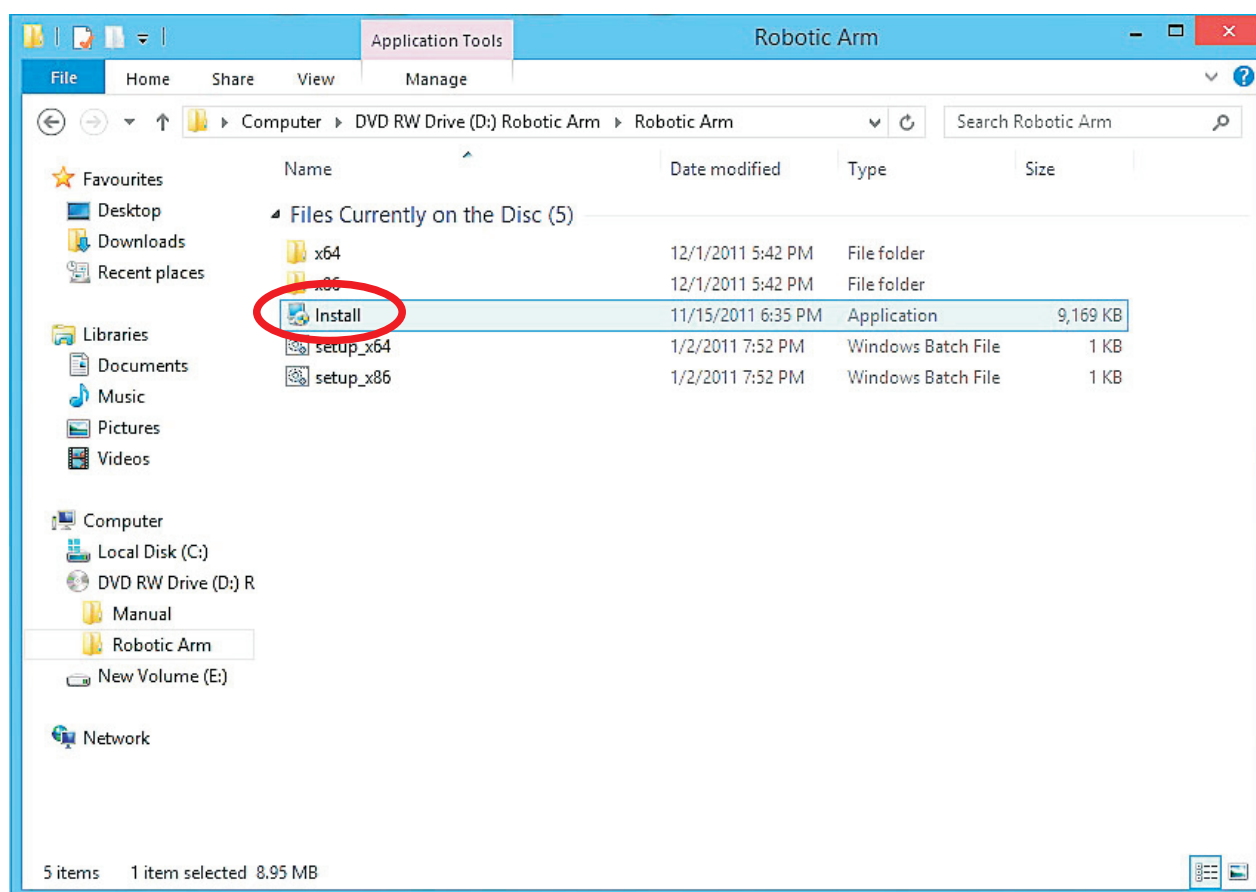 Application Tools
Robotic Arm
File Home Share View Manage
Computer DVD RW Drive (D:) Robotic Arm Robotic Arm
Search Robotic Arm
Name Date modified Type Size
Favourites
Desktop
Downloads
Recent places
Libraries
Documents
Music
Pictures
Videos
Computer
Local Disk (C:)
DVD RW Drive (D:) R
Manual
Robotic Arm
New Volume (E:)
Network
Files Currently on the Disc (5)
x64 12/1/2011 5:42 PM File folder
x86 12/1/2011 5:42 PM File folder
Install 11/15/2011 6:35 PM Application 9,169 KB
setup_x64 1/2/2011 7:52 PM Windows Batch File 1 KB
setup_x86 1/2/2011 7:52 PM Windows Batch File 1 KB
5 items 1 item selected 8.95 MB